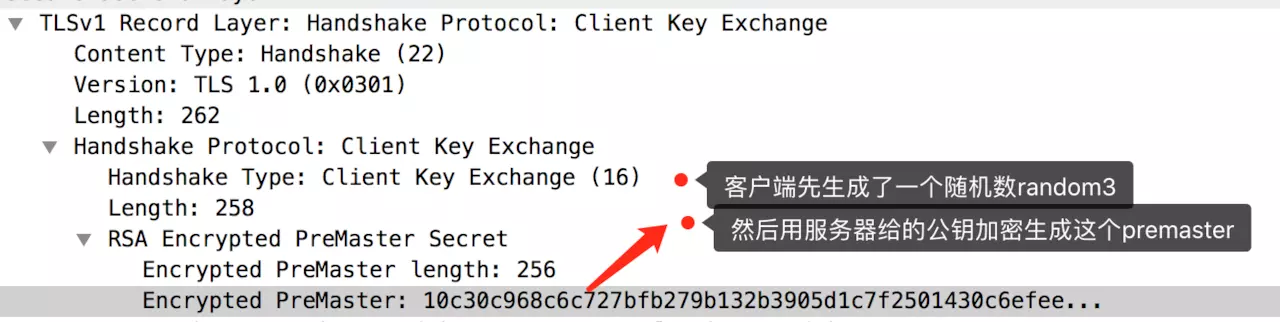 TLSv1 Record Layer: Handshake Protocol: Client Key Exchange
Content Type: Handshake (22)
Version: TLS 1.0 (0x0301)
Length: 262
Handshake Protocol: Client Key Exchange
Handshake Type: Client Key Exchange (16)
客户端先生成了一个随机数random3
Length: 258
然后用服务器给的公钥加密生成这个premaster
RSA Encrypted PreMaster Secret
Encrypted PreMaster length: 256
Encrypted PreMaster: 10c30c968c6c727bfb279b132b3905d1c7f2501430c6efee...